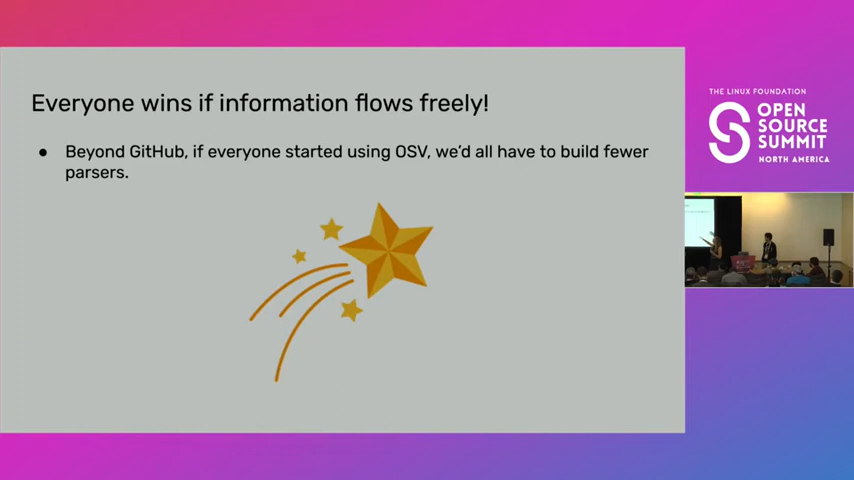 Everyone wins if information flows freely!
● Beyond GitHub, if everyone started using OSV, we'd all have to build fewer
parsers.
THE LINUX FOUNDATION
OPEN
SOURCE
SUMMIT
NORTH AMERICA